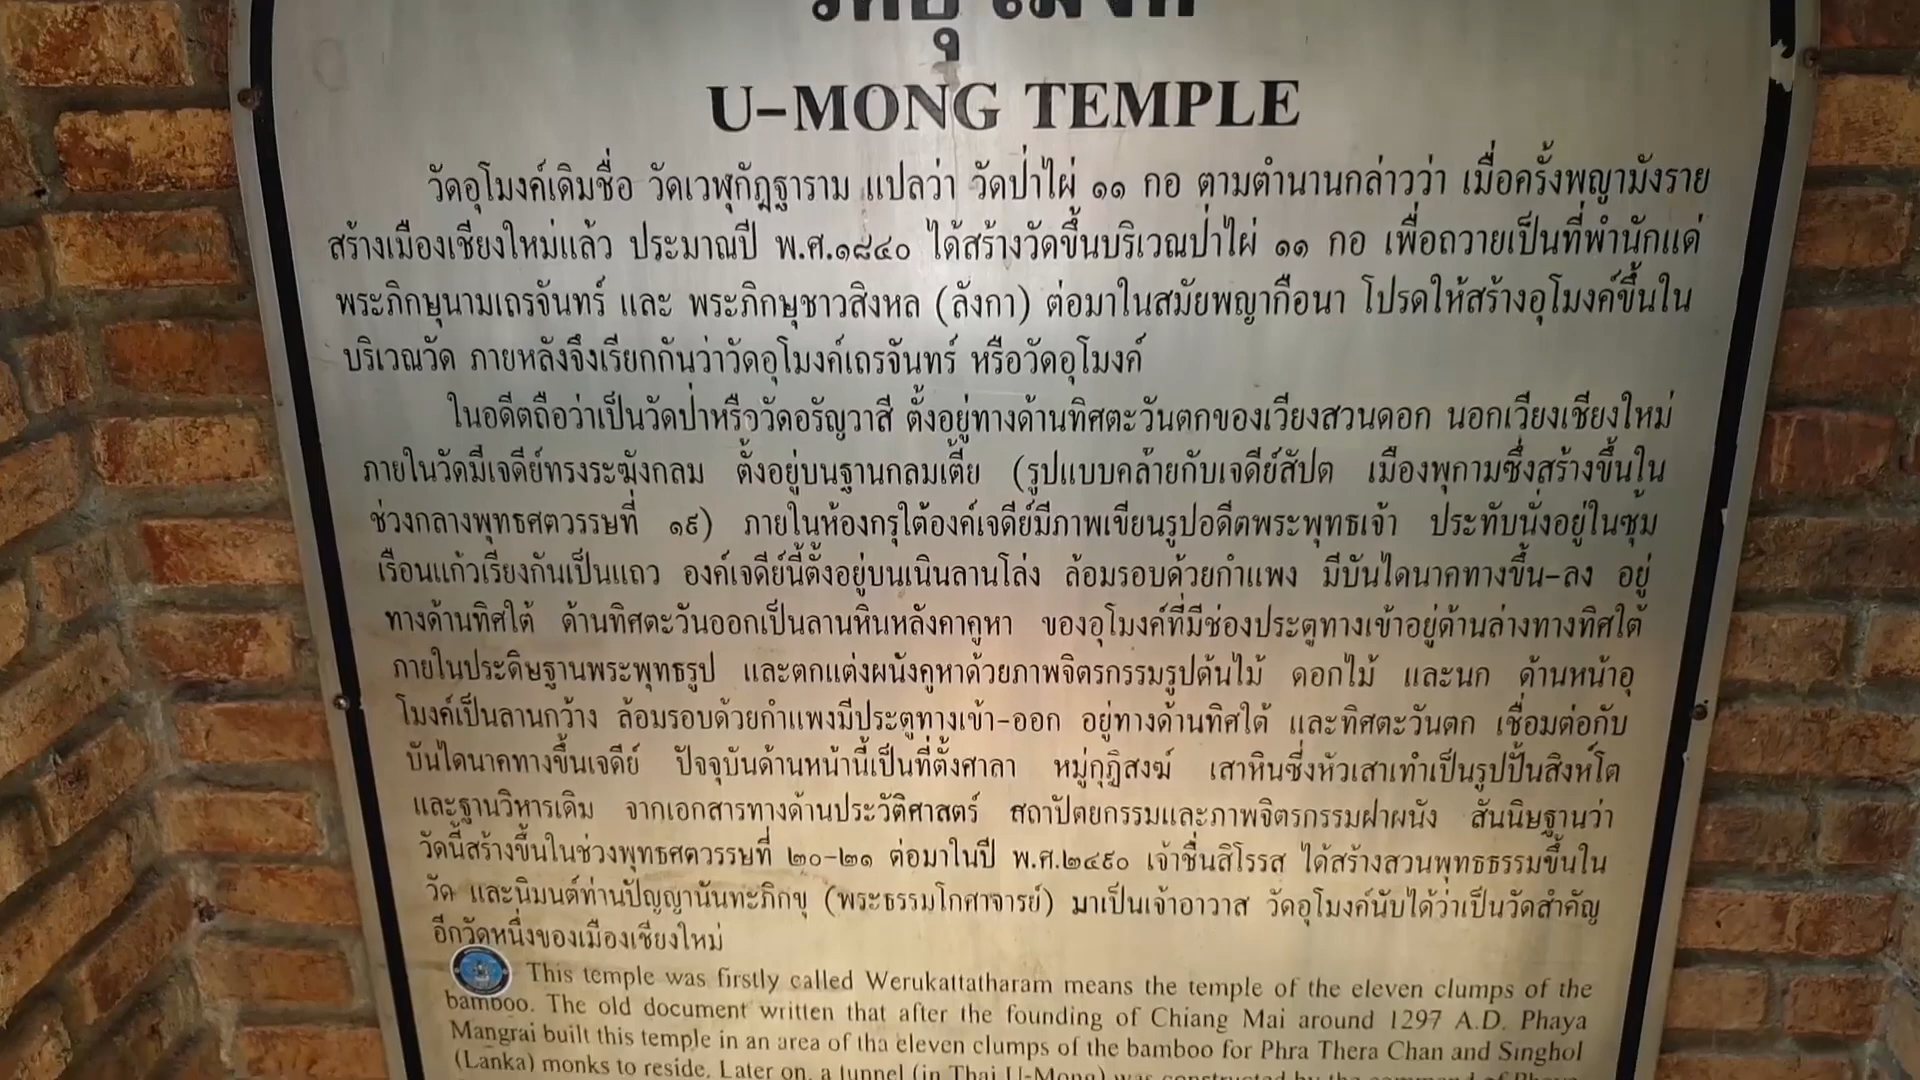 วัดอุโมงค์
U-MONG TEMPLE
วัดอุโมงค์เดิมชื่อ วัดเวฬุกัฏฐาราม แปลว่า วัดป่าไผ่ ๑๑ กอ ตามตำนานกล่าวว่า เมื่อครั้งพญามังราย
สร้างเมืองเชียงใหม่แล้ว ประมาณปี พ.ศ.๑๘๔๐ ได้สร้างวัดขึ้นบริเวณป่าไผ่ ๑๑ กอ เพื่อถวายเป็นที่พำนักแด่
พระภิกษุนามเถรจันทร์ และ พระภิกษุชาวสิงหล (ลังกา) ต่อมาในสมัยพญากือนา โปรดให้สร้างอุโมงค์ขึ้นใน
บริเวณวัด ภายหลังจึงเรียกกันว่าวัดอุโมงค์เถรจันทร์ หรือวัดอุโมงค์
ในอดีตถือว่าเป็นวัดป่าหรือวัดอรัญวาสี ตั้งอยู่ทางด้านทิศตะวันตกของเวียงสวนดอก นอกเวียงเชียงใหม่
ภายในวัดมีเจดีย์ทรงระฆังกลม ตั้งอยู่บนฐานกลมเตี้ย (รูปแบบคล้ายกับเจดีย์สัปด เมืองพุกามซึ่งสร้างขึ้นใน
ช่วงกลางพุทธศตวรรษที่ ๑๙) ภายในห้องกรุใต้องค์เจดีย์มีภาพเขียนรูปอดีตพระพุทธเจ้า ประทับนั่งอยู่ในซุ้ม
เรือนแก้วเรียงกันเป็นแถว องค์เจดีย์นี้ตั้งอยู่บนเนินลานโล่ง ล้อมรอบด้วยกำแพง มีบันไดนาคทางขึ้น-ลง อยู่
ทางด้านทิศใต้ ด้านทิศตะวันออกเป็นลานหินหลังคาคูหา ของอุโมงค์ที่มีช่องประตูทางเข้าอยู่ด้านล่างทางทิศใต้
ภายในประดิษฐานพระพุทธรูป และตกแต่งผนังคูหาด้วยภาพจิตรกรรมรูปต้นไม้ ดอกไม้ และนก ด้านหน้าอุ
โมงค์เป็นลานกว้าง ล้อมรอบด้วยกำแพงมีประตูทางเข้า-ออก อยู่ทางด้านทิศใต้ และทิศตะวันตก เชื่อมต่อกับ
บันไดนาคทางขึ้นเจดีย์ ปัจจุบันด้านหน้านี้เป็นที่ตั้งศาลา หมู่กุฏิสงฆ์ เสาหินซึ่งหัวเสาทำเป็นรูปปั้นสิงห์โต
และฐานวิหารเดิม จากเอกสารทางด้านประวัติศาสตร์ สถาปัตยกรรมและภาพจิตรกรรมฝาผนัง สันนิษฐานว่า
วัดนี้สร้างขึ้นในช่วงพุทธศตวรรษที่ ๒๐-๒๑ ต่อมาในปี พ.ศ.๒๔๙๐ เจ้าชื่นสิโรรส ได้สร้างสวนพุทธธรรมขึ้นใน
วัด และนิมนต์ท่านปัญญานันทะภิกขุ (พระธรรมโกศาจารย์) มาเป็นเจ้าอาวาส วัดอุโมงค์นับได้ว่าเป็นวัดสำคัญ
อีกวัดหนึ่งของเมืองเชียงใหม่
This temple was firstly called Werukattatharam means the temple of the eleven clumps of the
bamboo. The old document written that after the founding of Chiang Mai around 1297 A.D. Phaya
Mangrai built this temple in an area of tha eleven clumps of the bamboo for Phra Thera Chan and Singhol
(Lanka) monks to reside. Later on, a tunnel (in Thai U-Mong) was constructed by the command of Phaya